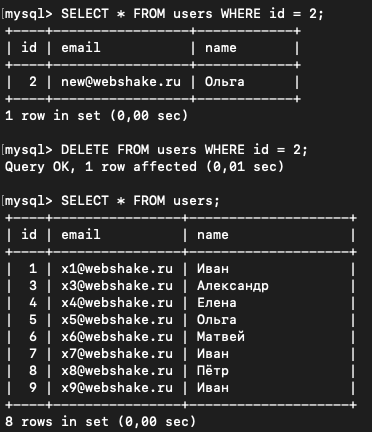 [mysql> SELECT * FROM users WHERE id = 2;
+----+-----------------+------------+
| id | email           | name       |
+----+-----------------+------------+
|  2 | new@webshake.ru | Ольга      |
+----+-----------------+------------+
1 row in set (0,00 sec)

[mysql> DELETE FROM users WHERE id = 2;
Query OK, 1 row affected (0,01 sec)

[mysql> SELECT * FROM users;
+----+----------------+--------------------+
| id | email          | name               |
+----+----------------+--------------------+
|  1 | x1@webshake.ru | Иван               |
|  3 | x3@webshake.ru | Александр          |
|  4 | x4@webshake.ru | Елена              |
|  5 | x5@webshake.ru | Ольга              |
|  6 | x6@webshake.ru | Матвей             |
|  7 | x7@webshake.ru | Иван               |
|  8 | x8@webshake.ru | Пётр               |
|  9 | x9@webshake.ru | Иван               |
+----+----------------+--------------------+
8 rows in set (0,00 sec)